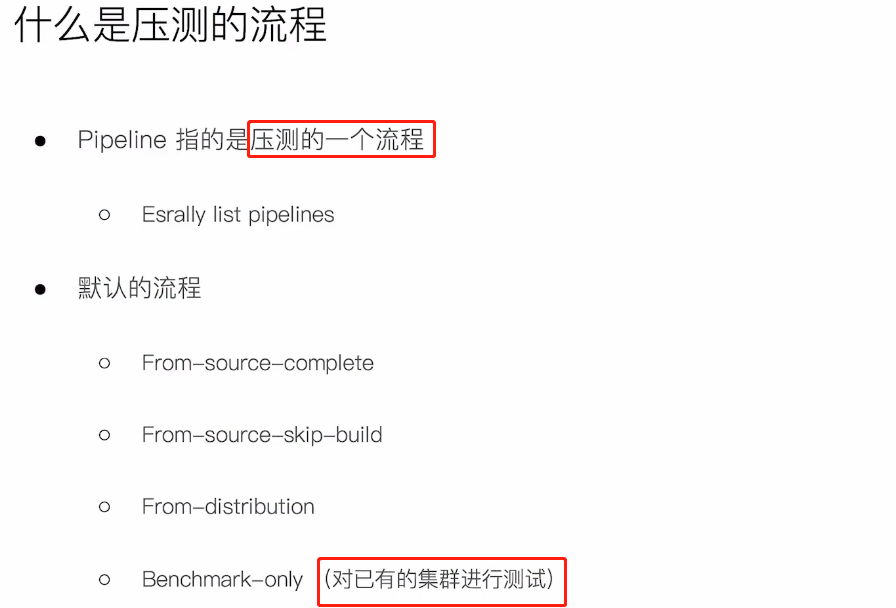 什么是压测的流程
Pipeline 指的是压测的一个流程
Esrally list pipelines
默认的流程
From-source-complete
From-source-skip-build
From-distribution
Benchmark-only (对已有的集群进行测试)